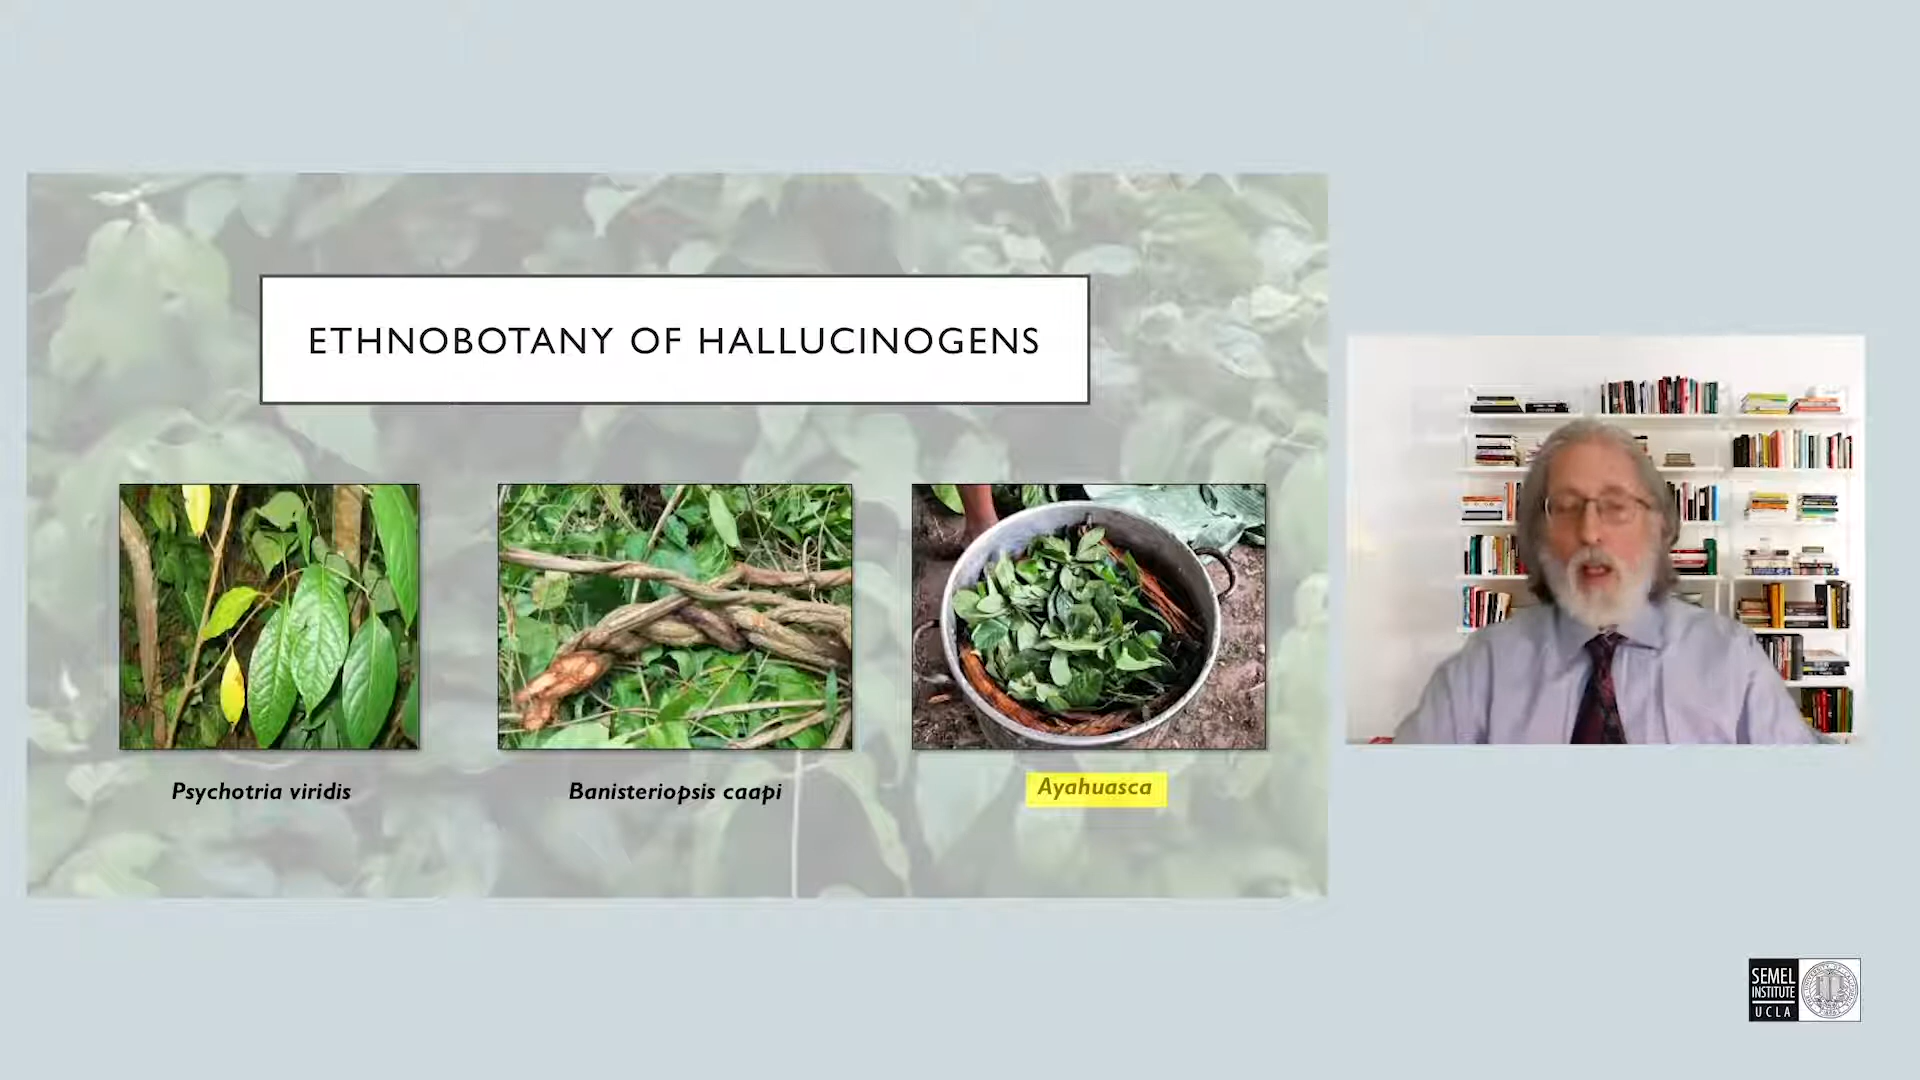 ETHNOBOTANY OF HALLUCINOGENS
Psychotria viridis
Banisteriopsis caapi
Ayahuasca
SEMEL
INSTITUTE
UCLA